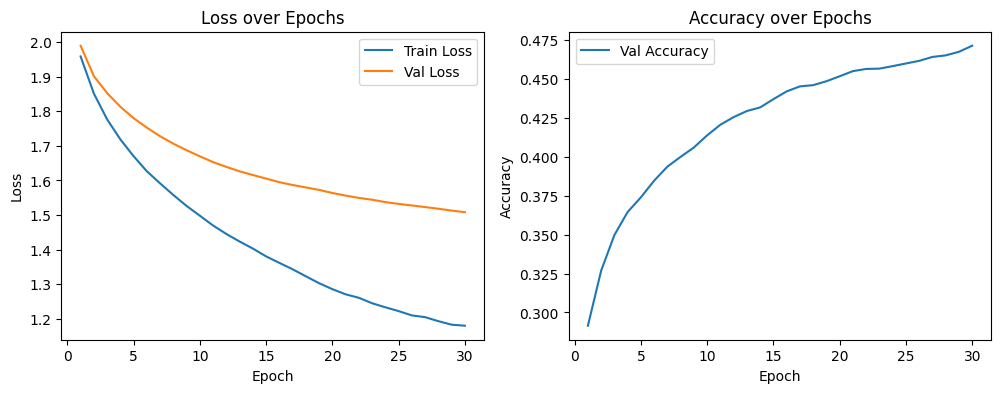 Loss over Epochs
2.0
1.9
1.8
1.7
1.6
1.5
1.4
1.3
1.2
Loss
0 5 10 15 20 25 30
Epoch
Train Loss
Val Loss
Accuracy over Epochs
0.475
0.450
0.425
0.400
0.375
0.350
0.325
0.300
Accuracy
0 5 10 15 20 25 30
Epoch
Val Accuracy